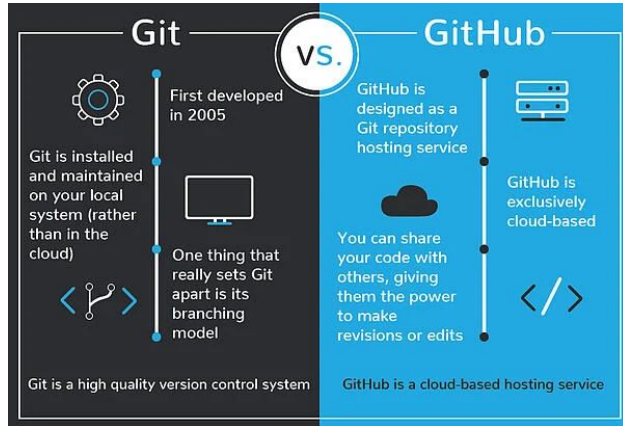 Git
VS.
GitHub
First developed
in 2005
Git is installed
and maintained
on your local
system (rather
than in the
cloud)
One thing that
really sets Git
apart is its
branching
model
Git is a high quality version control system
GitHub is
designed as a
Git repository
hosting service
GitHub is
exclusively
cloud-based
You can share
your code with
others, giving
them the power
to make
revisions or edits
GitHub is a cloud-based hosting service